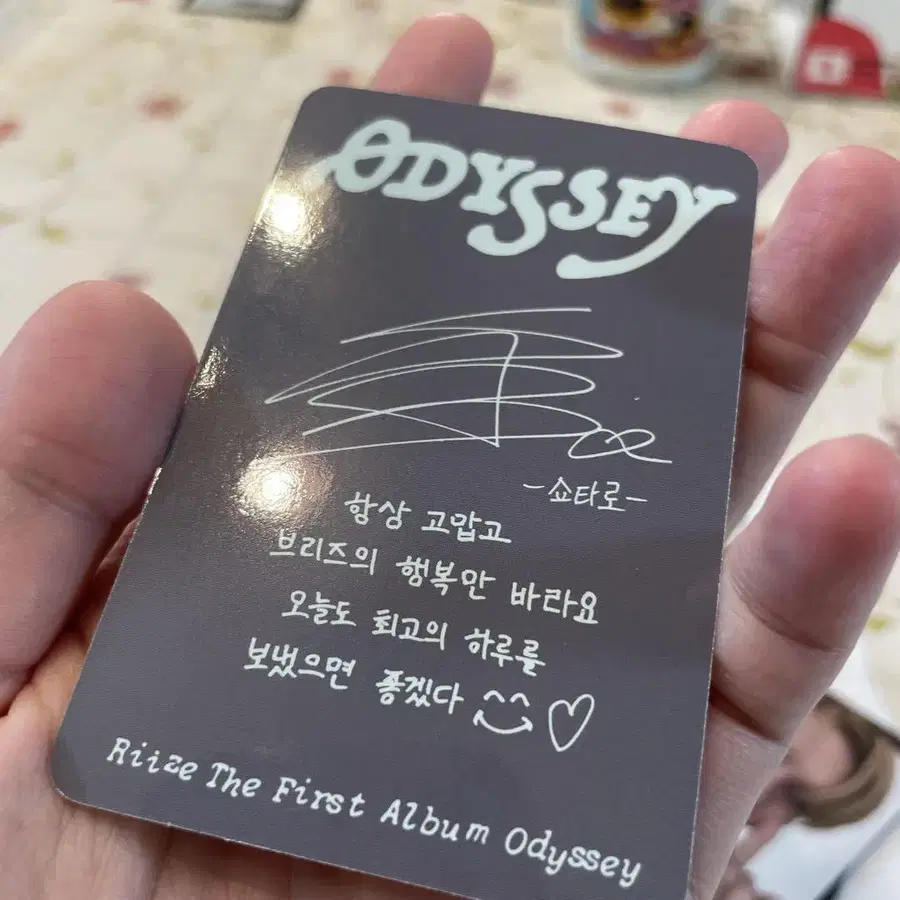 ODYSSEY
-쇼타로-
항상 고맙고
브리즈의 행복만 바라요
오늘도 최고의 하루를
보냈으면 좋겠다
Riize The First Album Odyssey